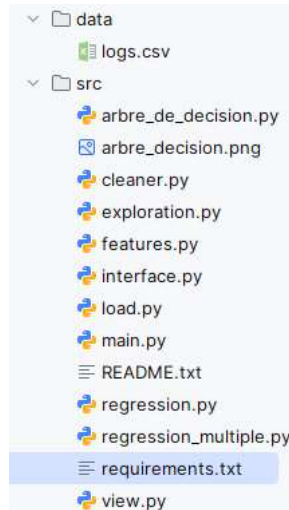 data
logs.csv
src
arbre_de_decision.py
arbre_decision.png
cleaner.py
exploration.py
features.py
interface.py
load.py
main.py
README.txt
regression.py
regression_multiple.py
requirements.txt
view.py